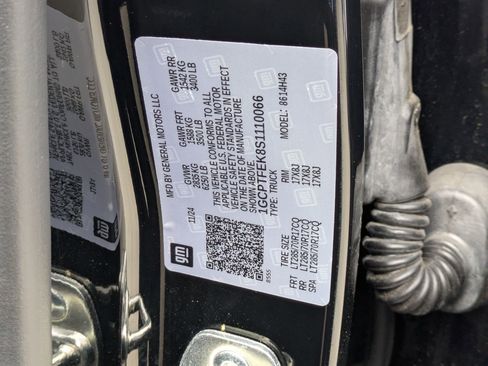 MFD BY GENERAL MOTORS LLC
11/24
GVWR
2835 KG
6250 LB
GAWR FRT
1588 KG
3500 LB
GAWR RR
1542 KG
3400 LB
THIS VEHICLE CONFORMS TO ALL
APPLICABLE U.S. FEDERAL MOTOR
VEHICLE SAFETY STANDARDS IN EFFECT
ON THE DATE OF MANUFACTURE
SHOWN ABOVE.
1GCPTFEK8S1110066
TYPE: TRUCK
MODEL: 8614H43
TIRE SIZE
RIM
FRT LT285/70R17CQ 17X8J
RR LT285/70R17CQ 17X8J
SPA LT285/70R17CQ 17X8J
gm
#S55